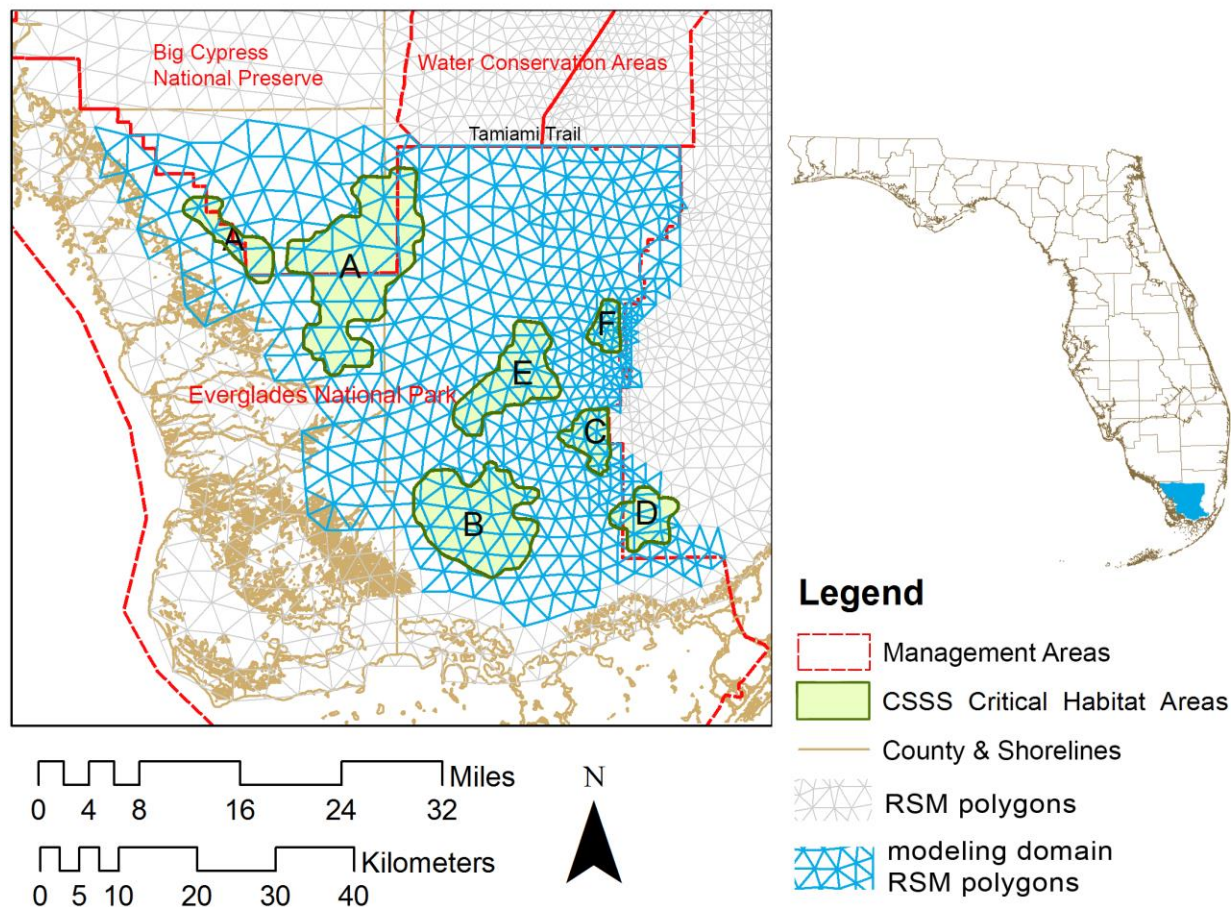 Big Cypress
National Preserve
Water Conservation Areas
Tamiami Trail
A
A
F
E
Everglades National Park
C
B
D
Legend
Management Areas
CSSS Critical Habitat Areas
County & Shorelines
RSM polygons
modeling domain
RSM polygons
Miles
0 4 8 16 24 32
Kilometers
0 5 10 20 30 40
N